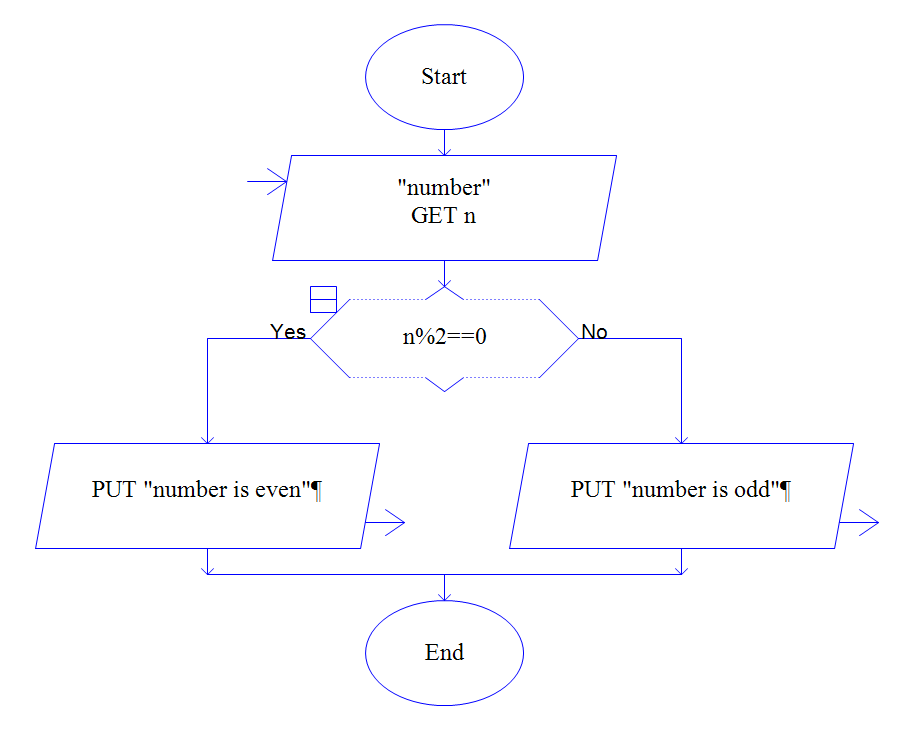 Start
"number"
GET n
n%2==0
Yes
No
PUT "number is even"¶
PUT "number is odd"¶
End